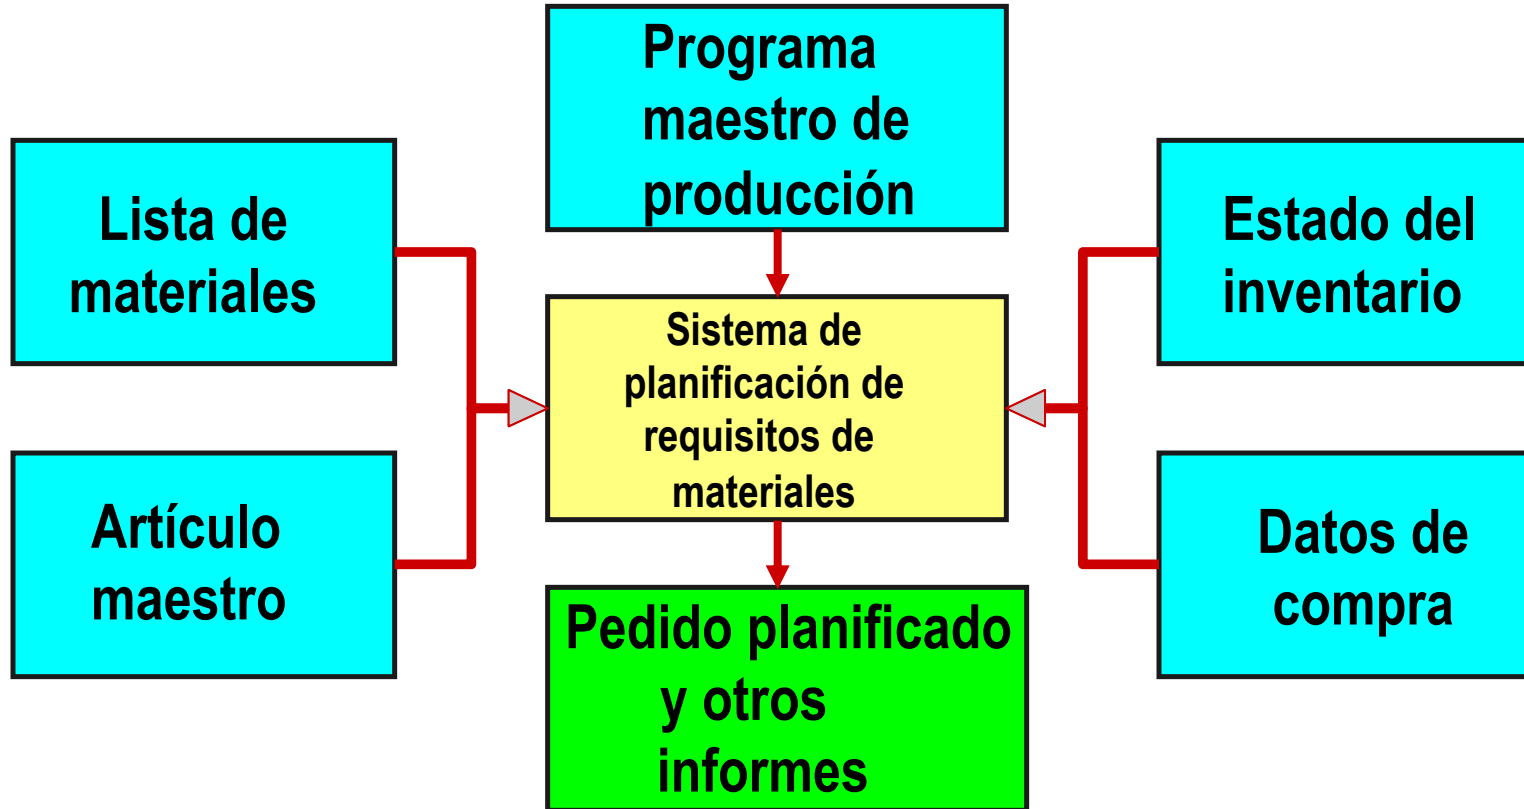 Programa
maestro de
producción
Lista de
materiales
Estado del
inventario
Sistema de
planificación de
requisitos de
materiales
Artículo
maestro
Datos de
compra
Pedido planificado
y otros
informes